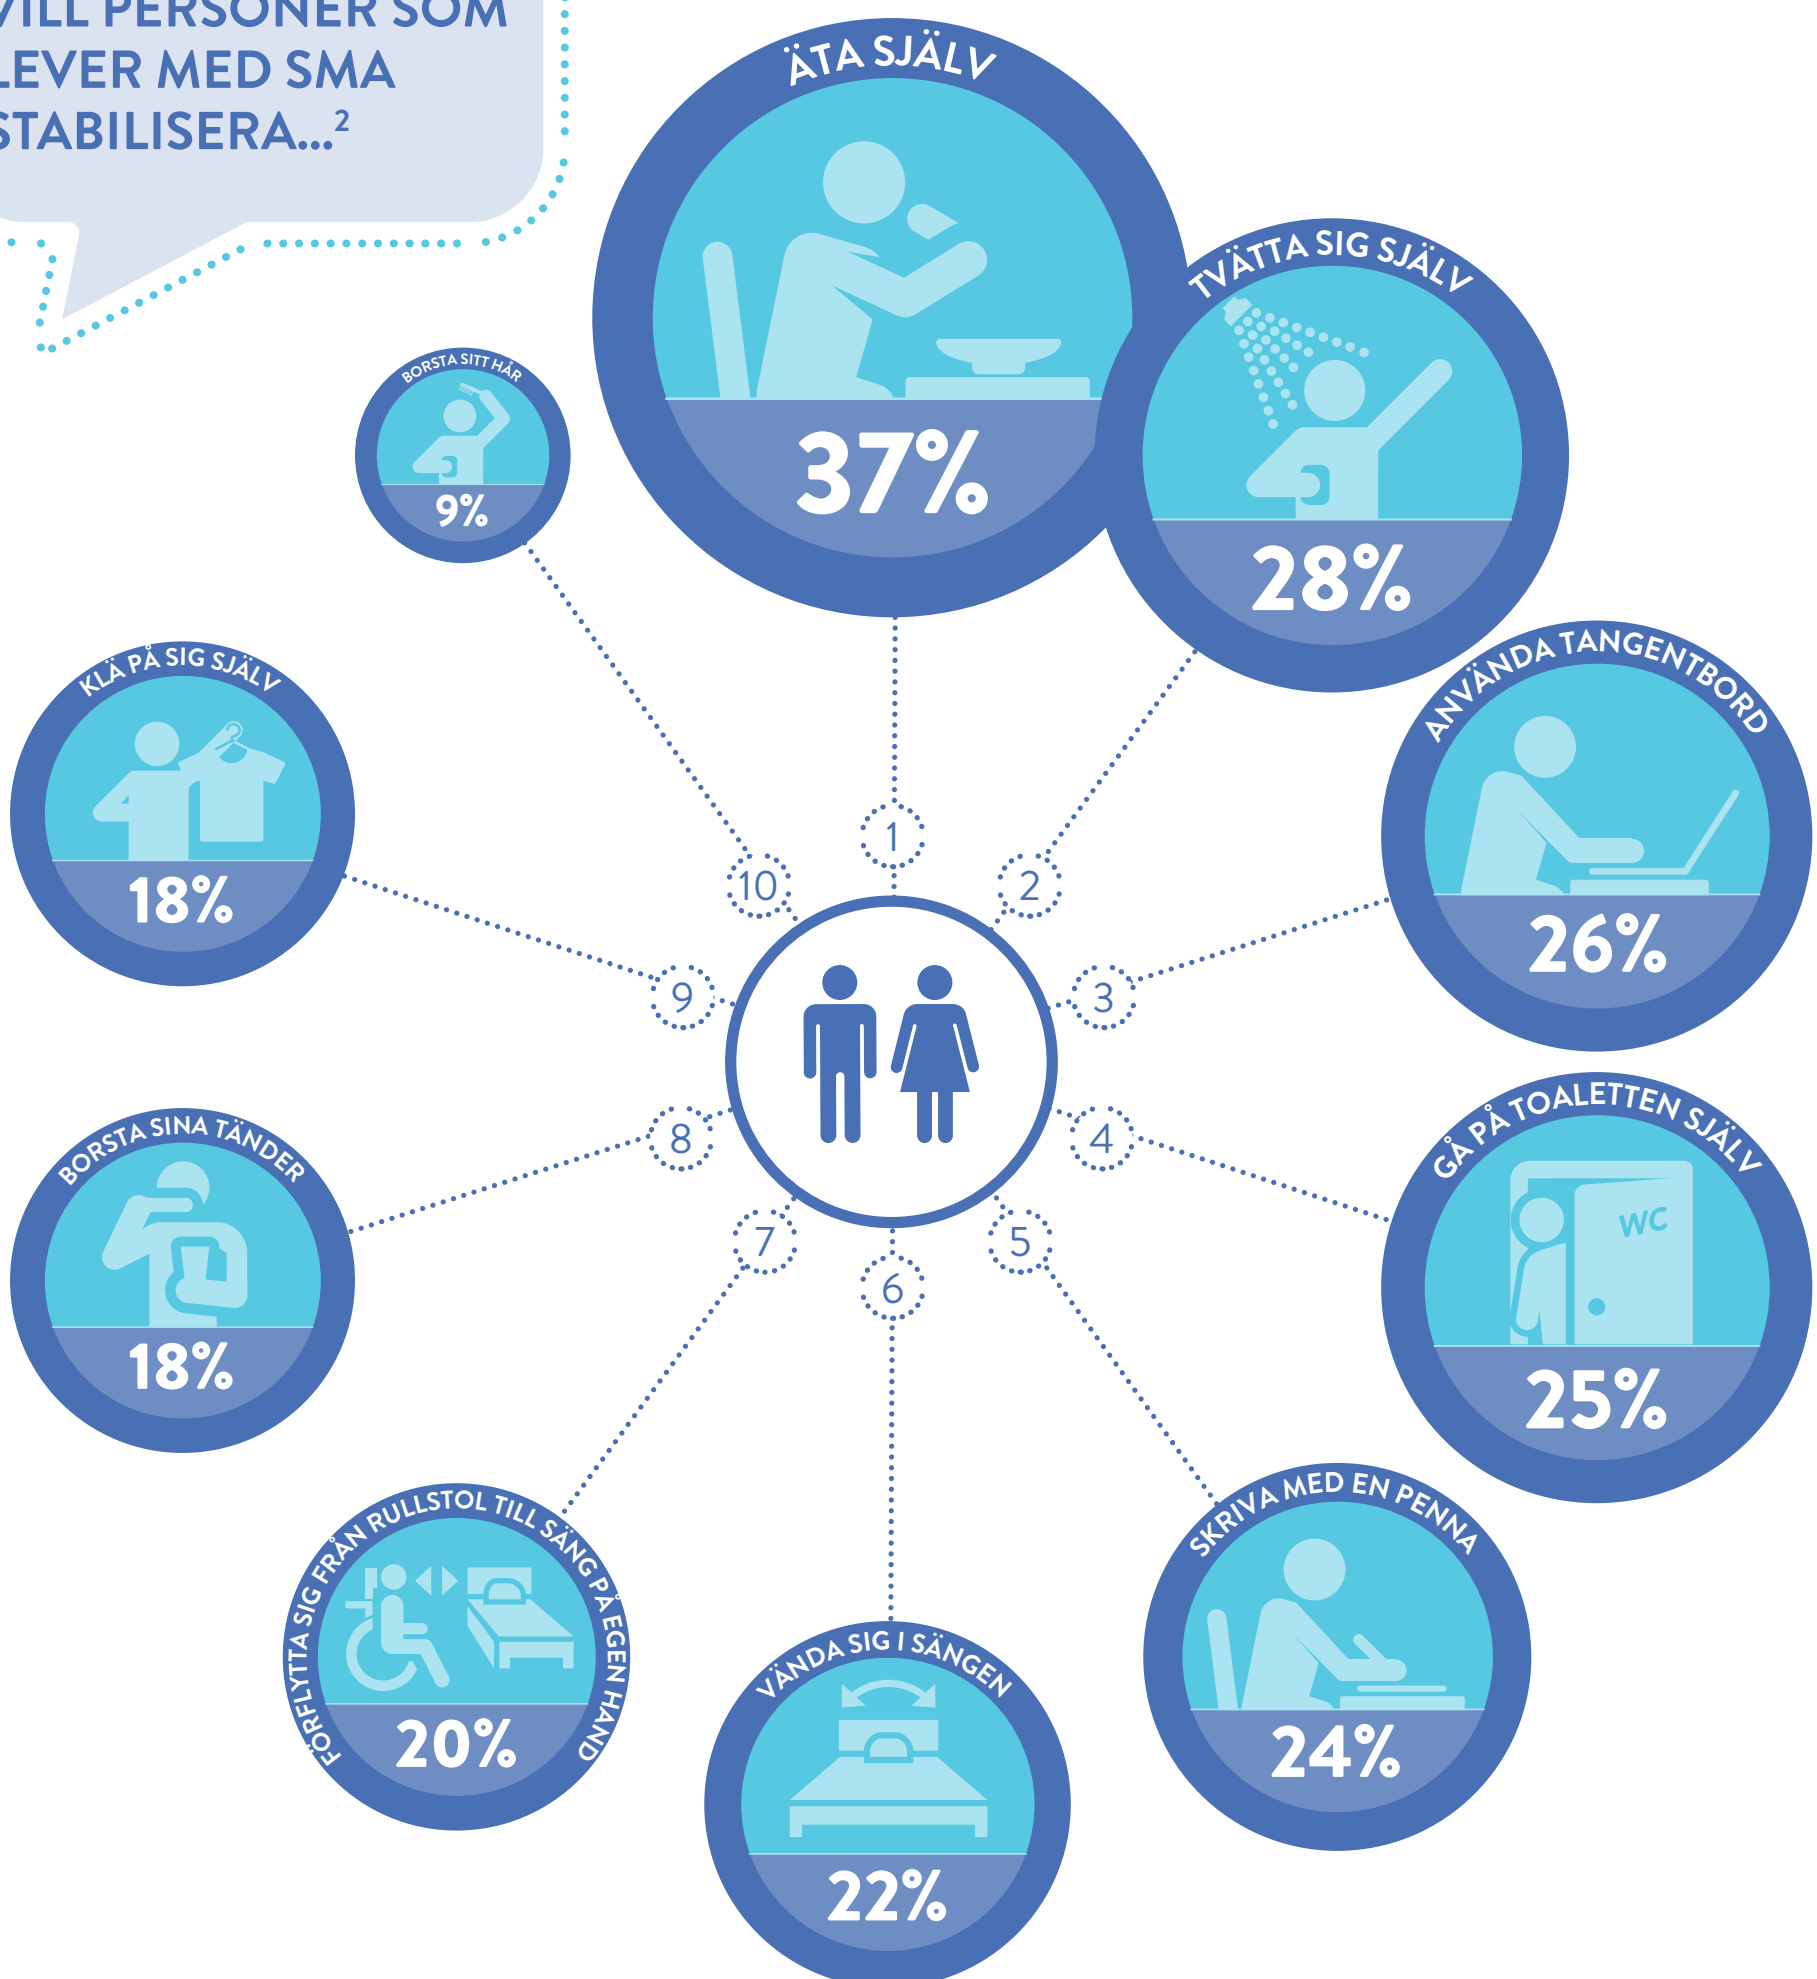 VILL PERSONER SOM
LEVER MED SMA
STABILISERA...²
ÄTA SJÄLV
37%
TVÄTTA SIG SJÄLV
28%
ANVÄNDA TANGENTBORD
26%
GÅ PÅ TOALETTEN SJÄLV
WC
25%
SKRIVA MED EN PENNA
24%
VÄNDA SIG I SÄNGEN
22%
FÖRFLYTTA SIG FRÅN RULLSTOL TILL SÄNG PÅ EGEN HAND
20%
BORSTA SINA TÄNDER
18%
KLÄ PÅ SIG SJÄLV
18%
BORSTA SITT HÅR
9%
1
2
3
4
5
6
7
8
9
10